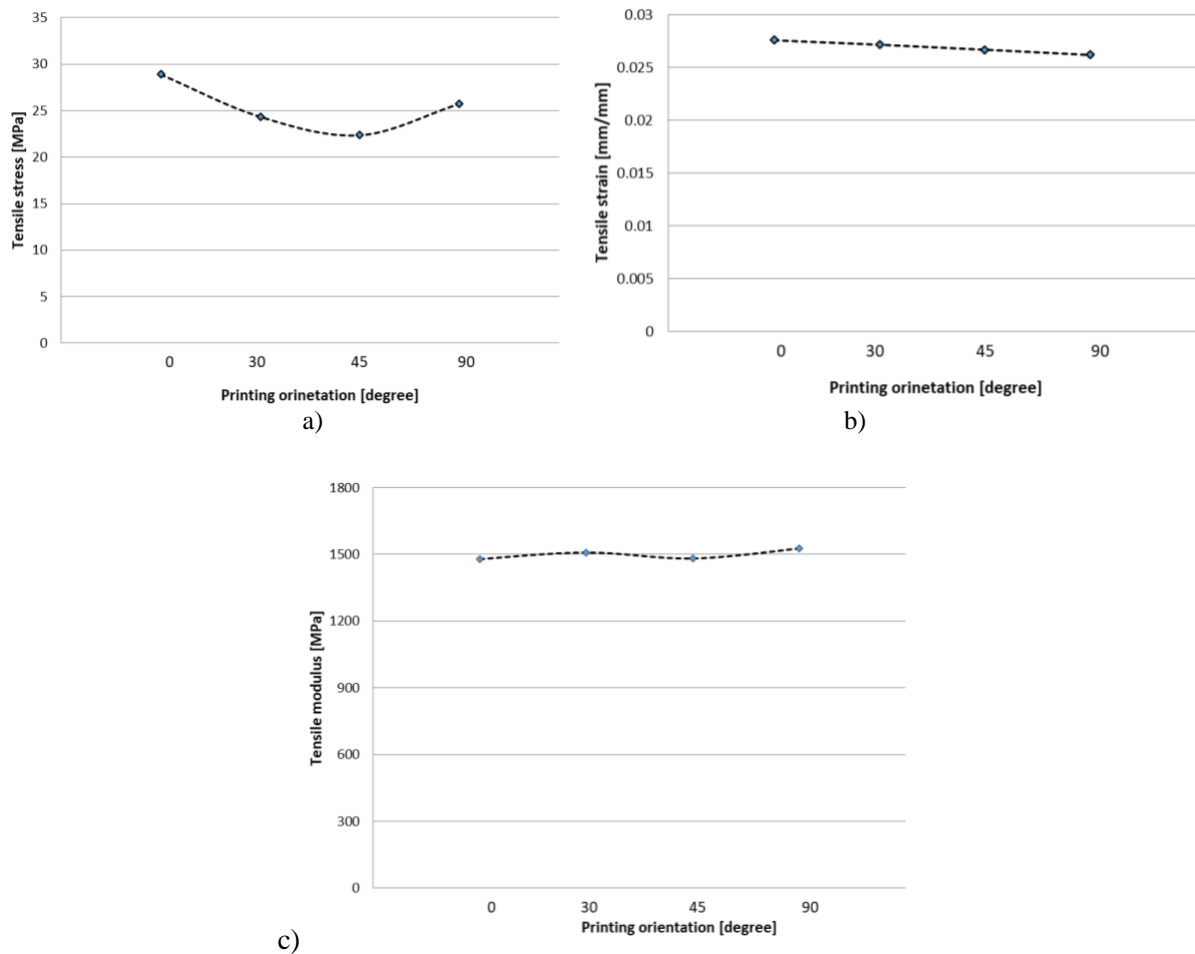 35
30
25
20
15
10
5
0
Tensile stress [MPa]
0 30 45 90
Printing orinetation [degree]
a)
0.03
0.025
0.02
0.015
0.01
0.005
0
Tensile strain [mm/mm]
0 30 45 90
Printing orinetation [degree]
b)
1800
1500
1200
900
600
300
0
Tensile modulus [MPa]
0 30 45 90
Printing orientation [degree]
c)